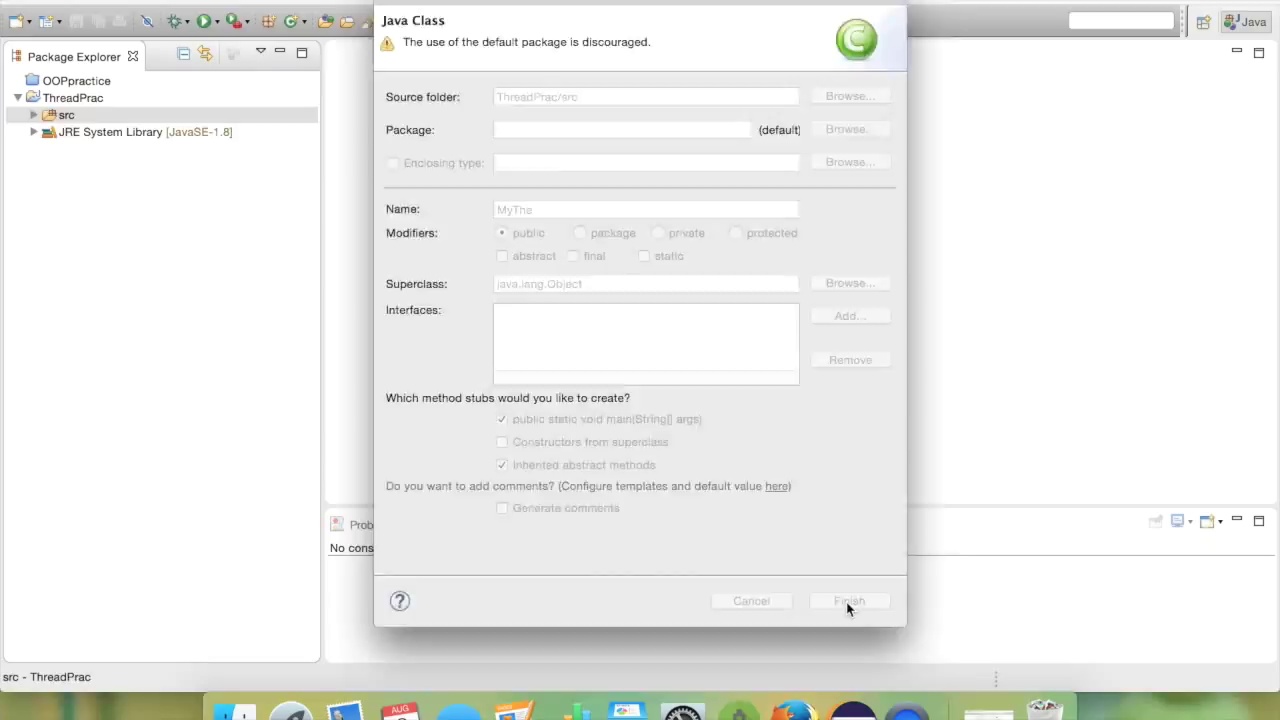 Java Class
The use of the default package is discouraged.
Java
Package Explorer
OOPpractice
ThreadPrac
src
JRE System Library [JavaSE-1.8]
Source folder: ThreadPrac/src Browse...
Package: (default) Browse.
Enclosing type: Browse...
Name: MyThe
Modifiers: public package private protected
abstract final static
Superclass: java.lang.Object Browse...
Interfaces: Add...
Remove
Which method stubs would you like to create?
public static void main(String[] args)
Constructors from superclass
Inherited abstract methods
Do you want to add comments? (Configure templates and default value here)
Generate comments
Prob
No cons
? Cancel Finish
src - ThreadPrac
AUG